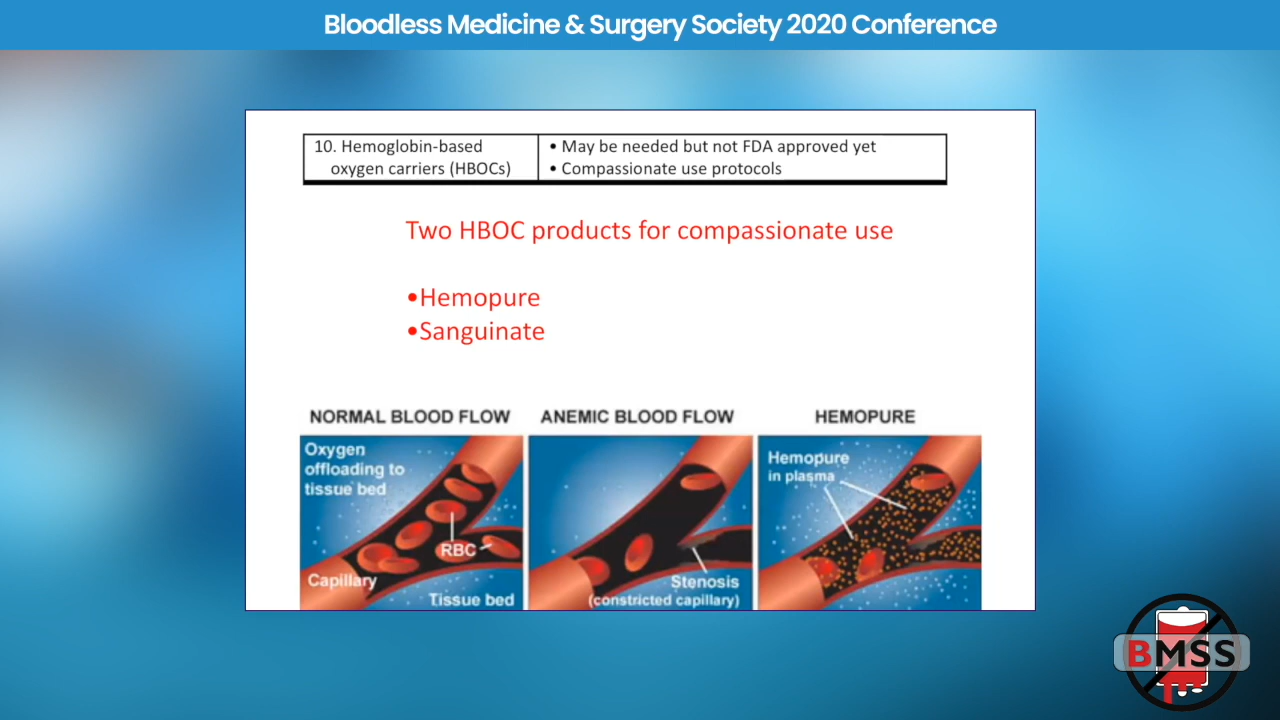 Bloodless Medicine & Surgery Society 2020 Conference
10. Hemoglobin-based
oxygen carriers (HBOCs)
• May be needed but not FDA approved yet
• Compassionate use protocols
Two HBOC products for compassionate use
•Hemopure
•Sanguinate
NORMAL BLOOD FLOW
Oxygen
offloading to
tissue bed
RBC
Capillary
Tissue bed
ANEMIC BLOOD FLOW
Stenosis
(constricted capillary)
HEMOPURE
Hemopure
in plasma
BMSS